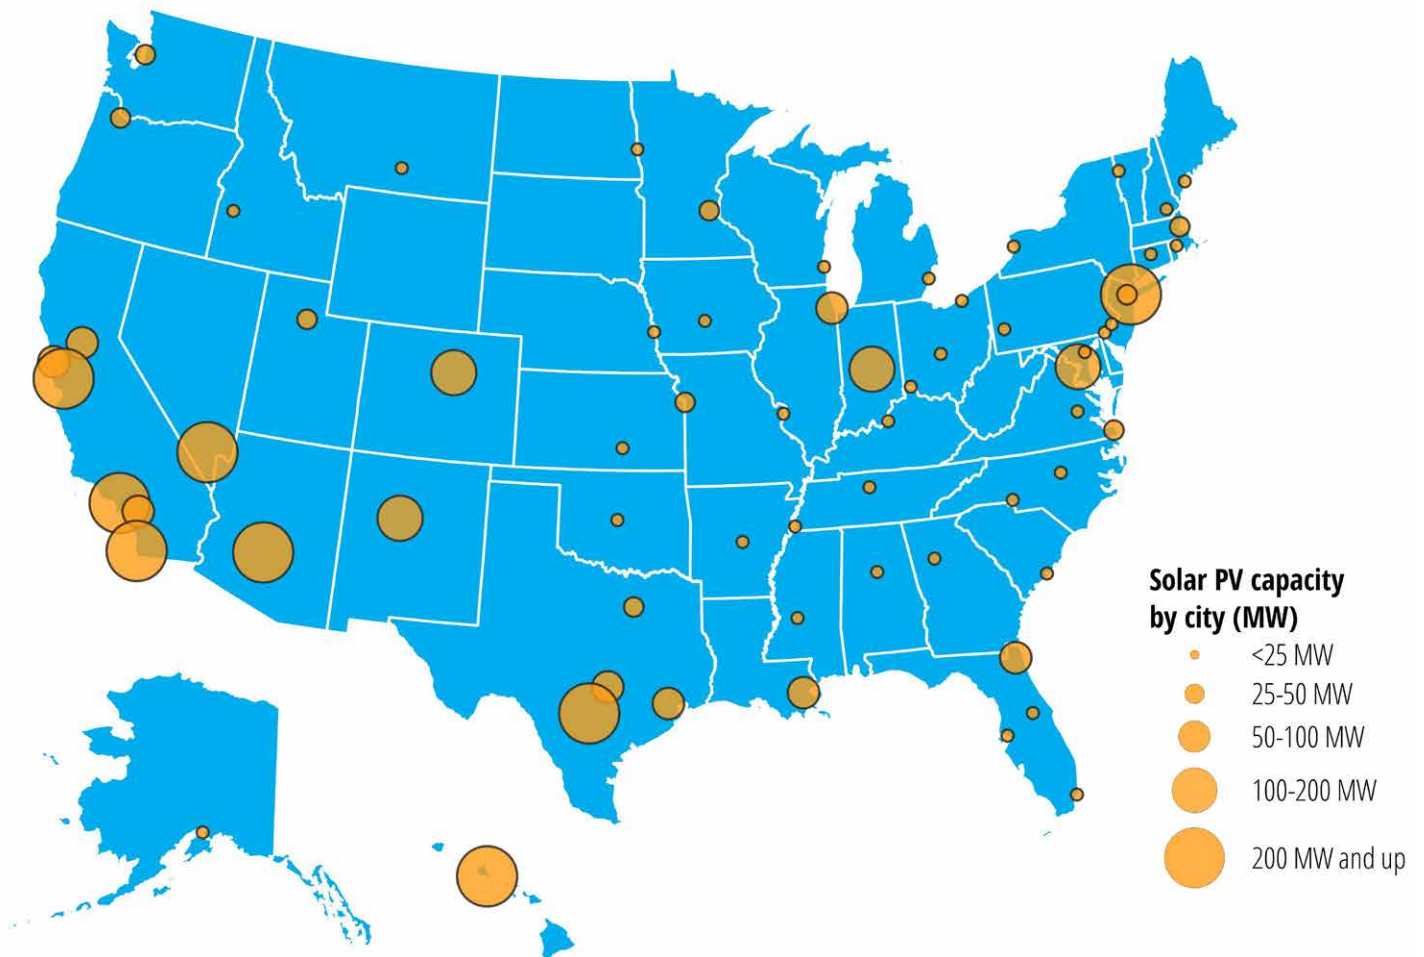 Solar PV capacity
by city (MW)
<25 MW
25-50 MW
50-100 MW
100-200 MW
200 MW and up